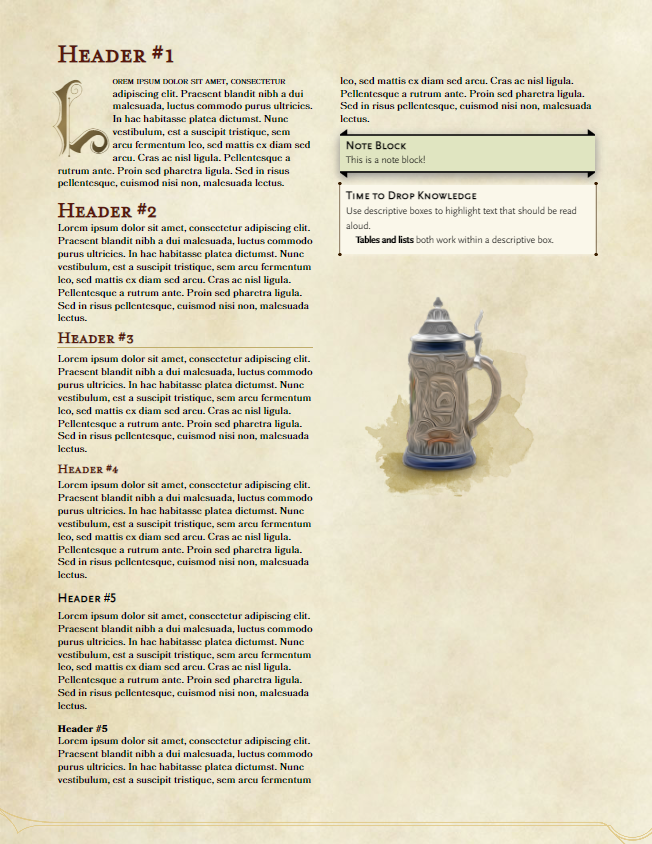 Header #1
Lorem ipsum dolor sit amet, consectetur
adipiscing elit. Praesent blandit nibh a dui
malesuada, luctus commodo purus ultricies.
In hac habitasse platea dictumst. Nunc
vestibulum, est a suscipit tristique, sem
arcu fermentum leo, sed mattis ex diam sed
arcu. Cras ac nisl ligula. Pellentesque a
rutrum ante. Proin sed pharetra ligula. Sed in risus
pellentesque, euismod nisi non, malesuada lectus.
Header #2
Lorem ipsum dolor sit amet, consectetur adipiscing elit.
Praesent blandit nibh a dui malesuada, luctus commodo
purus ultricies. In hac habitasse platea dictumst. Nunc
vestibulum, est a suscipit tristique, sem arcu fermentum
leo, sed mattis ex diam sed arcu. Cras ac nisl ligula.
Pellentesque a rutrum ante. Proin sed pharetra ligula.
Sed in risus pellentesque, euismod nisi non, malesuada
lectus.
Header #3
Lorem ipsum dolor sit amet, consectetur adipiscing elit.
Praesent blandit nibh a dui malesuada, luctus commodo
purus ultricies. In hac habitasse platea dictumst. Nunc
vestibulum, est a suscipit tristique, sem arcu fermentum
leo, sed mattis ex diam sed arcu. Cras ac nisl ligula.
Pellentesque a rutrum ante. Proin sed pharetra ligula.
Sed in risus pellentesque, euismod nisi non, malesuada
lectus.
Header #4
Lorem ipsum dolor sit amet, consectetur adipiscing elit.
Praesent blandit nibh a dui malesuada, luctus commodo
purus ultricies. In hac habitasse platea dictumst. Nunc
vestibulum, est a suscipit tristique, sem arcu fermentum
leo, sed mattis ex diam sed arcu. Cras ac nisl ligula.
Pellentesque a rutrum ante. Proin sed pharetra ligula.
Sed in risus pellentesque, euismod nisi non, malesuada
lectus.
Header #5
Lorem ipsum dolor sit amet, consectetur adipiscing elit.
Praesent blandit nibh a dui malesuada, luctus commodo
purus ultricies. In hac habitasse platea dictumst. Nunc
vestibulum, est a suscipit tristique, sem arcu fermentum
leo, sed mattis ex diam sed arcu. Cras ac nisl ligula.
Pellentesque a rutrum ante. Proin sed pharetra ligula.
Sed in risus pellentesque, euismod nisi non, malesuada
lectus.
Header #5
Lorem ipsum dolor sit amet, consectetur adipiscing elit.
Praesent blandit nibh a dui malesuada, luctus commodo
purus ultricies. In hac habitasse platea dictumst. Nunc
vestibulum, est a suscipit tristique, sem arcu fermentum
leo, sed mattis ex diam sed arcu. Cras ac nisl ligula.
Pellentesque a rutrum ante. Proin sed pharetra ligula.
Sed in risus pellentesque, euismod nisi non, malesuada
lectus.
Note Block
This is a note block!
Time to Drop Knowledge
Use descriptive boxes to highlight text that should be read
aloud.
Tables and lists both work within a descriptive box.